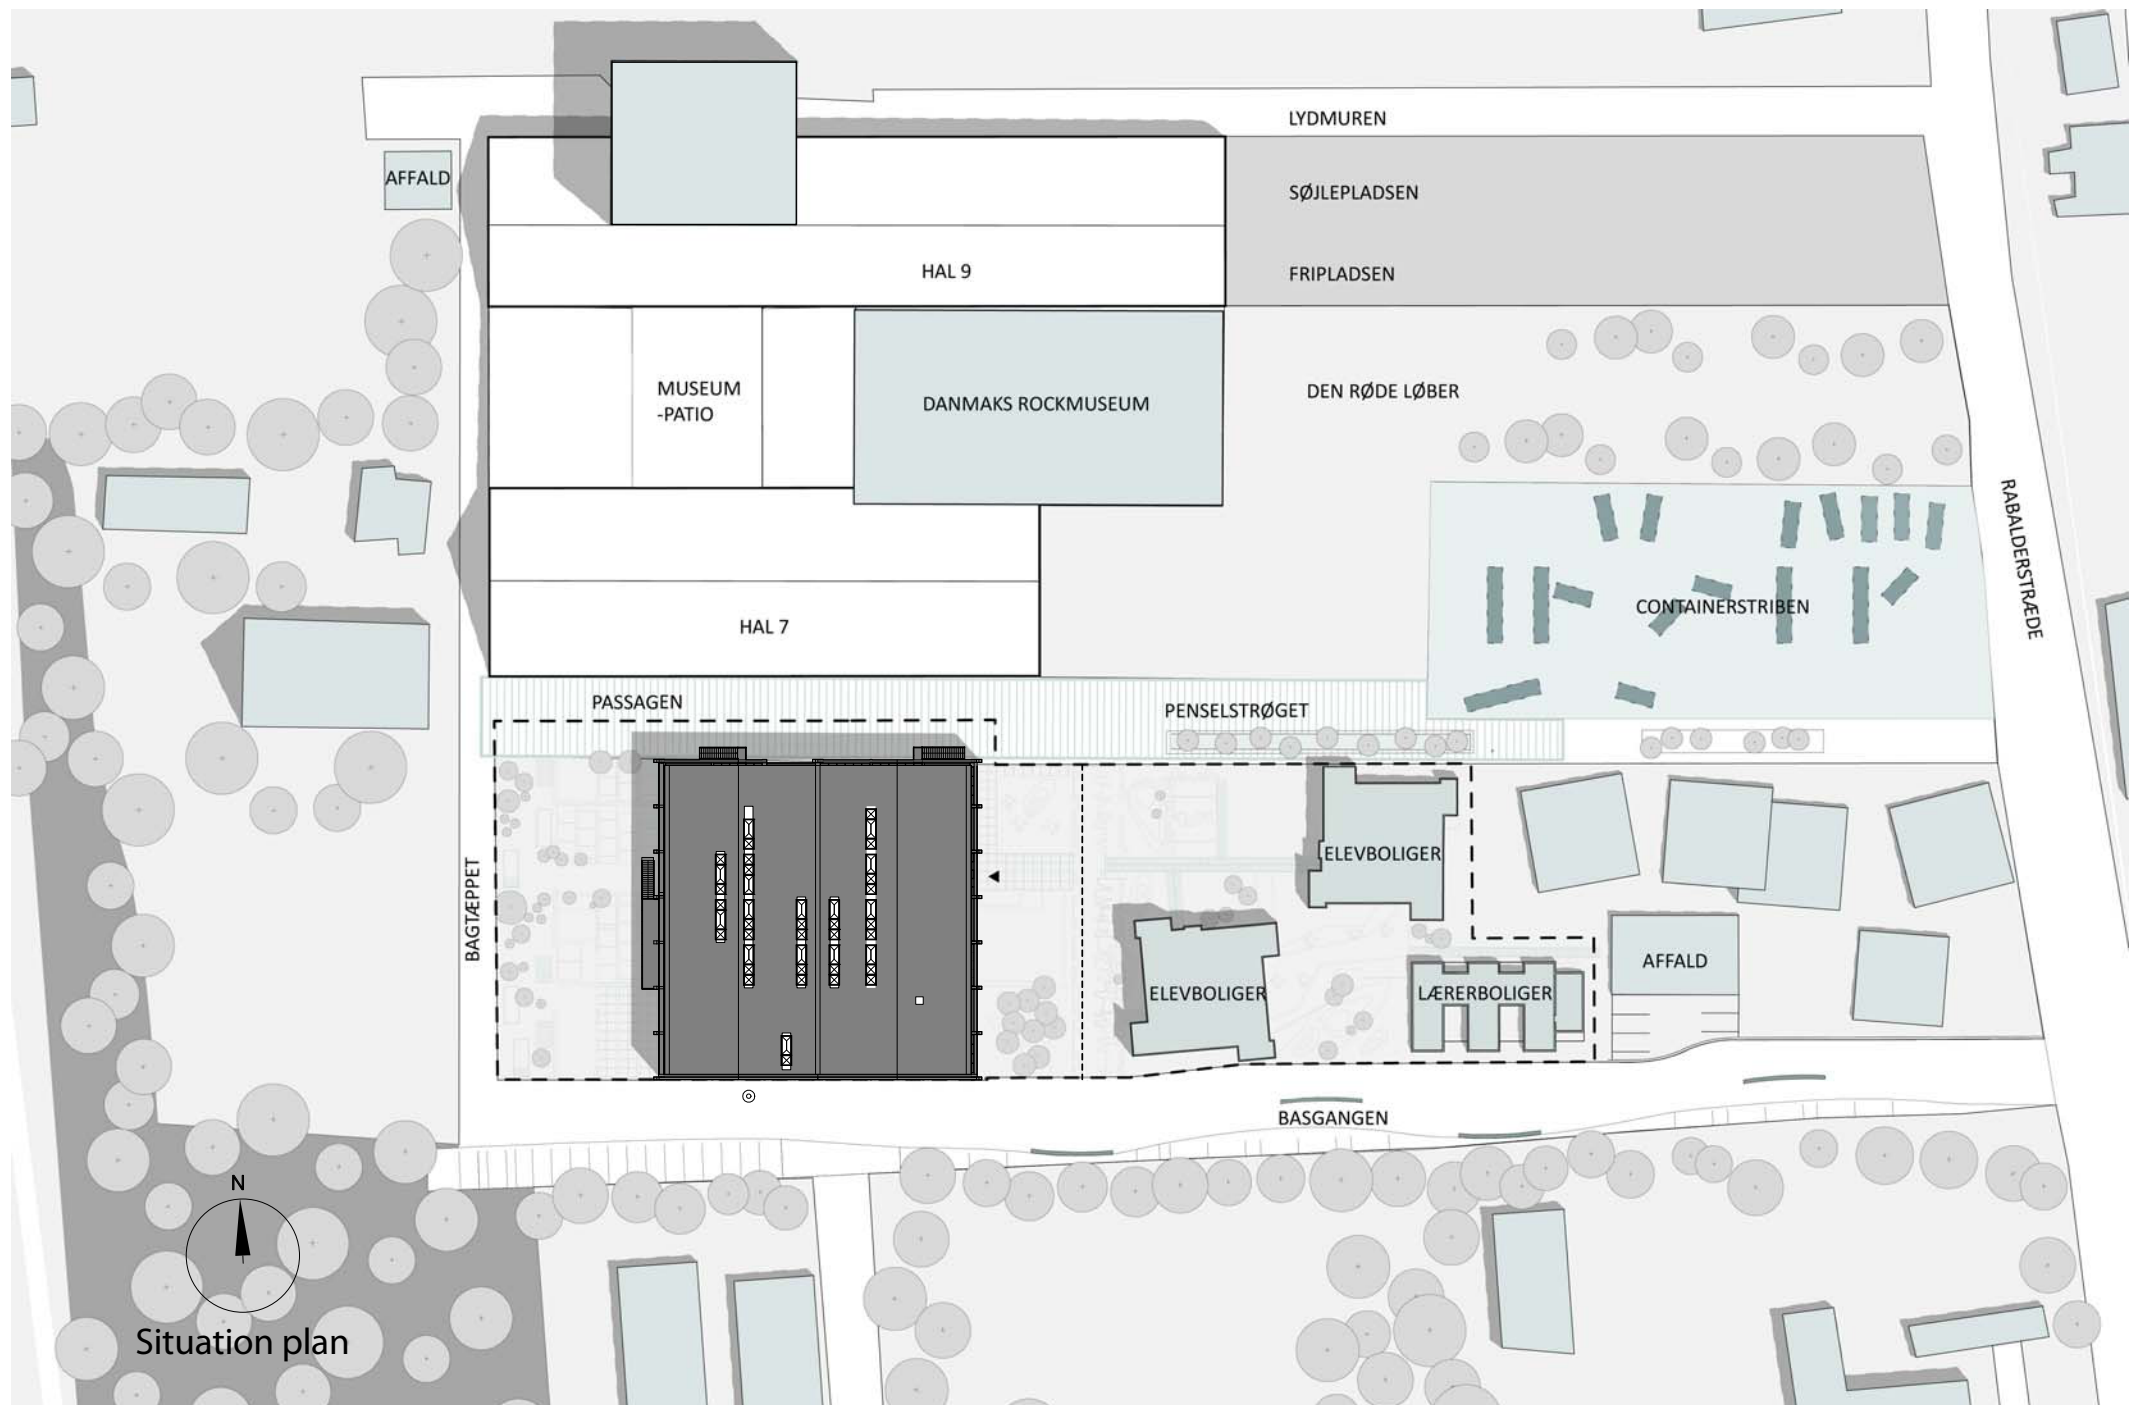 LYDMUREN
AFFALD
SØJLEPLADSEN
HAL 9
FRIPLADSEN
MUSEUM
-PATIO
DANMAKS ROCKMUSEUM
DEN RØDE LØBER
RABALDERSTRÆDE
CONTAINERSTRIBEN
HAL 7
PASSAGEN
PENSELSTRØGET
ELEVBOLIGER
BAGTÆPPET
AFFALD
ELEVBOLIGER
LÆRERBOLIGER
BASGANGEN
N
Situation plan